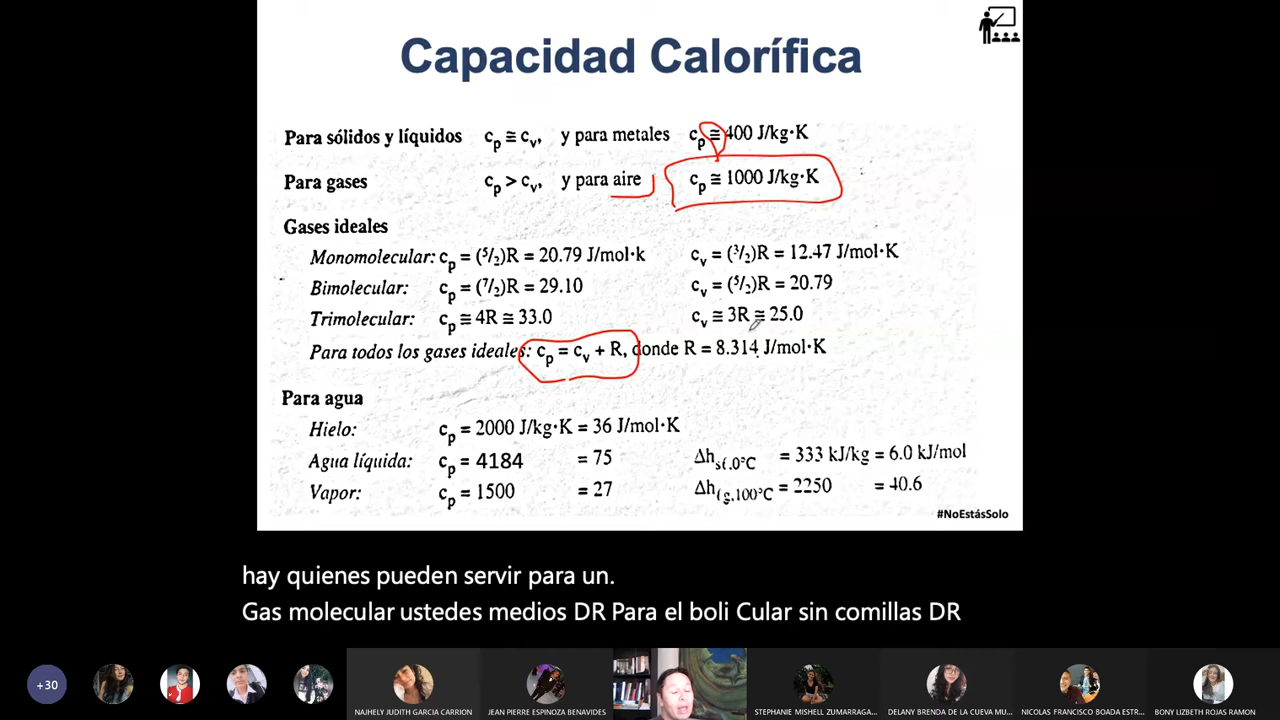 Capacidad Calorífica
Para sólidos y líquidos c_p ≅ c_v, y para metales c_p ≅ 400 J/kg·K
Para gases c_p > c_v, y para aire c_p ≅ 1000 J/kg·K
Gases ideales
Monomolecular: c_p = (5/2)R = 20.79 J/mol·k c_v = (3/2)R = 12.47 J/mol·K
Bimolecular: c_p = (7/2)R = 29.10 c_v = (5/2)R = 20.79
Trimolecular: c_p ≅ 4R ≅ 33.0 c_v ≅ 3R ≅ 25.0
Para todos los gases ideales: c_p = c_v + R, donde R = 8.314 J/mol·K
Para agua
Hielo: c_p = 2000 J/kg·K = 36 J/mol·K
Agua líquida: c_p = 4184 = 75 Δh_s(.0°C = 333 kJ/kg = 6.0 kJ/mol
Vapor: c_p = 1500 = 27 Δh_(g.100°C = 2250 = 40.6
#NoEstásSolo
hay quienes pueden servir para un.
Gas molecular ustedes medios DR Para el boli Cular sin comillas DR
+30
NAJHELY JUDITH GARCIA CARRION
JEAN PIERRE ESPINOZA BENAVIDES
STEPHANIE MISHELL ZUMARRAGA...
DELANY BRENDA DE LA CUEVA MU...
NICOLAS FRANCISCO BOADA ESTR...
BONY LIZBETH ROJAS RAMON